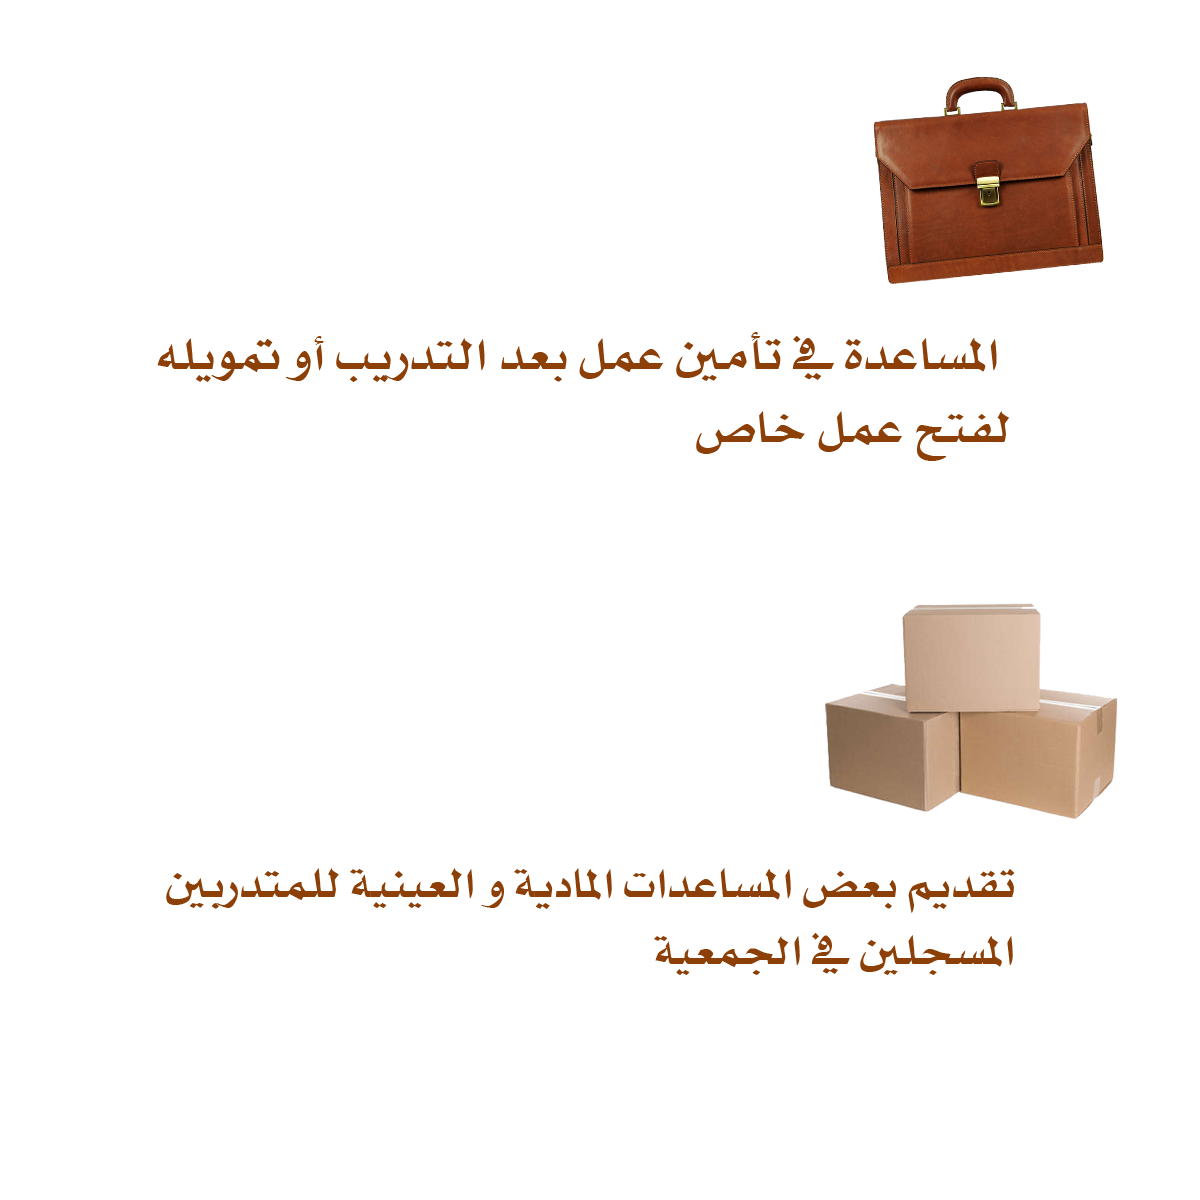 المساعدة في تأمين عمل بعد التدريب أو تمويله
لفتح عمل خاص
تقديم بعض المساعدات المادية و العينية للمتدربين
المسجلين في الجمعية